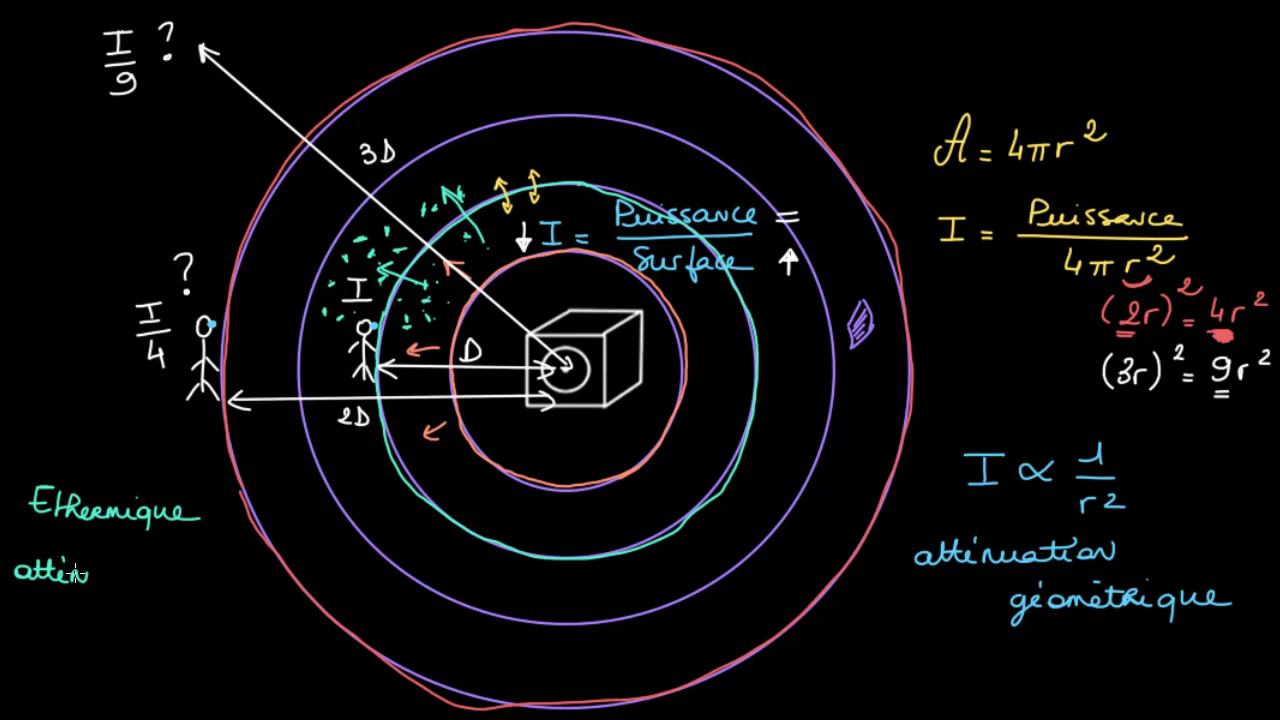 I/9 ?
3D
I = Puissance / Surface =
?
I/4
I
D
2D
Ethermique
attén
A = 4πr²
I = Puissance / 4πr²
(2r)² = 4r²
(3r)² = 9r²
I ∝ 1/r²
atténuation
géométrique